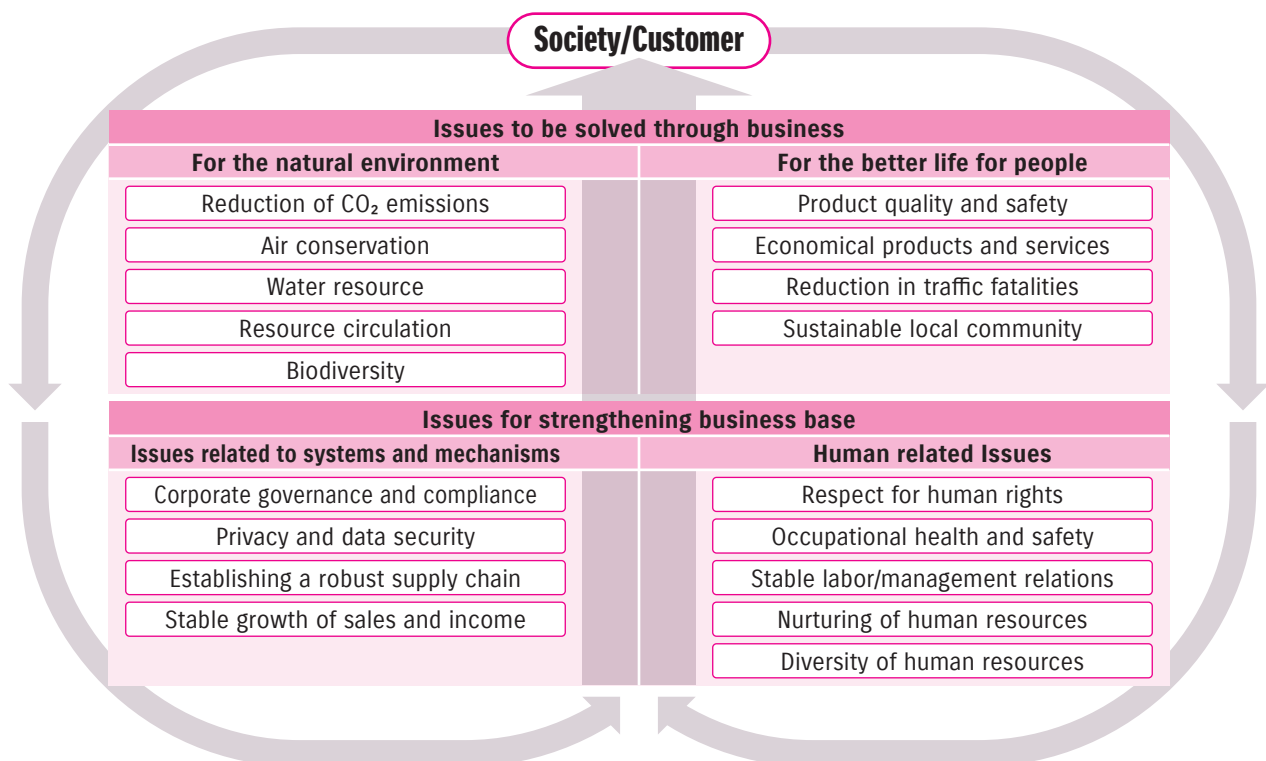 Society/Customer
Issues to be solved through business
For the natural environment
Reduction of CO₂ emissions
Air conservation
Water resource
Resource circulation
Biodiversity
For the better life for people
Product quality and safety
Economical products and services
Reduction in traffic fatalities
Sustainable local community
Issues for strengthening business base
Issues related to systems and mechanisms
Corporate governance and compliance
Privacy and data security
Establishing a robust supply chain
Stable growth of sales and income
Human related Issues
Respect for human rights
Occupational health and safety
Stable labor/management relations
Nurturing of human resources
Diversity of human resources